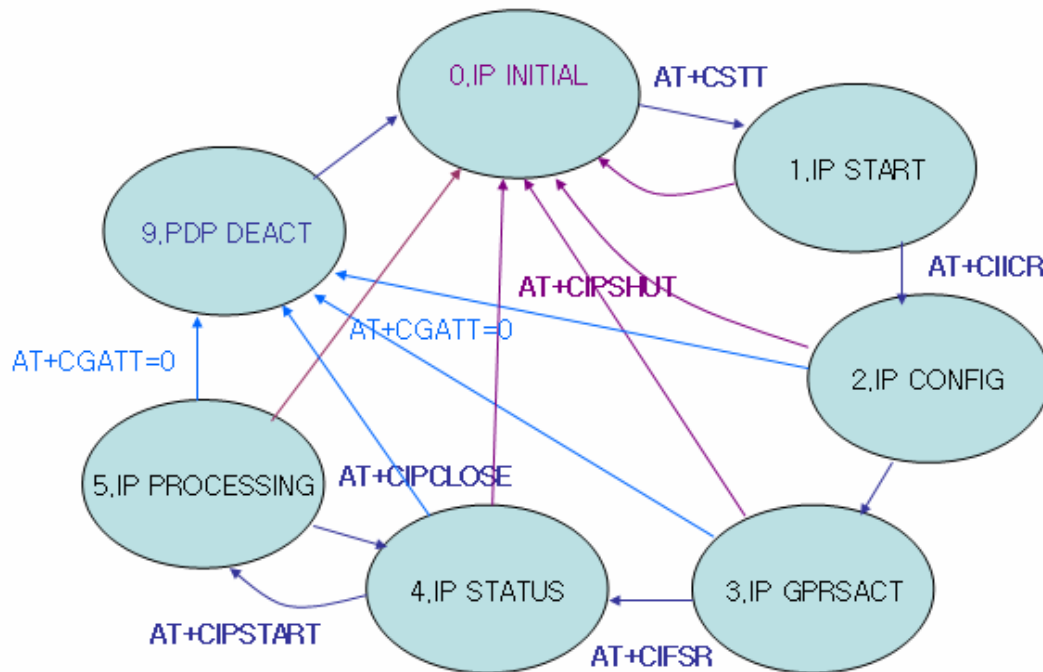 0,IP INITIAL
AT+CSTT
1,IP START
9,PDP DEACT
AT+CIICR
AT+CIPSHUT
AT+CGATT=0
AT+CGATT=0
2,IP CONFIG
5,IP PROCESSING
AT+CIPCLOSE
4,IP STATUS
3,IP GPRSACT
AT+CIPSTART
AT+CIFSR